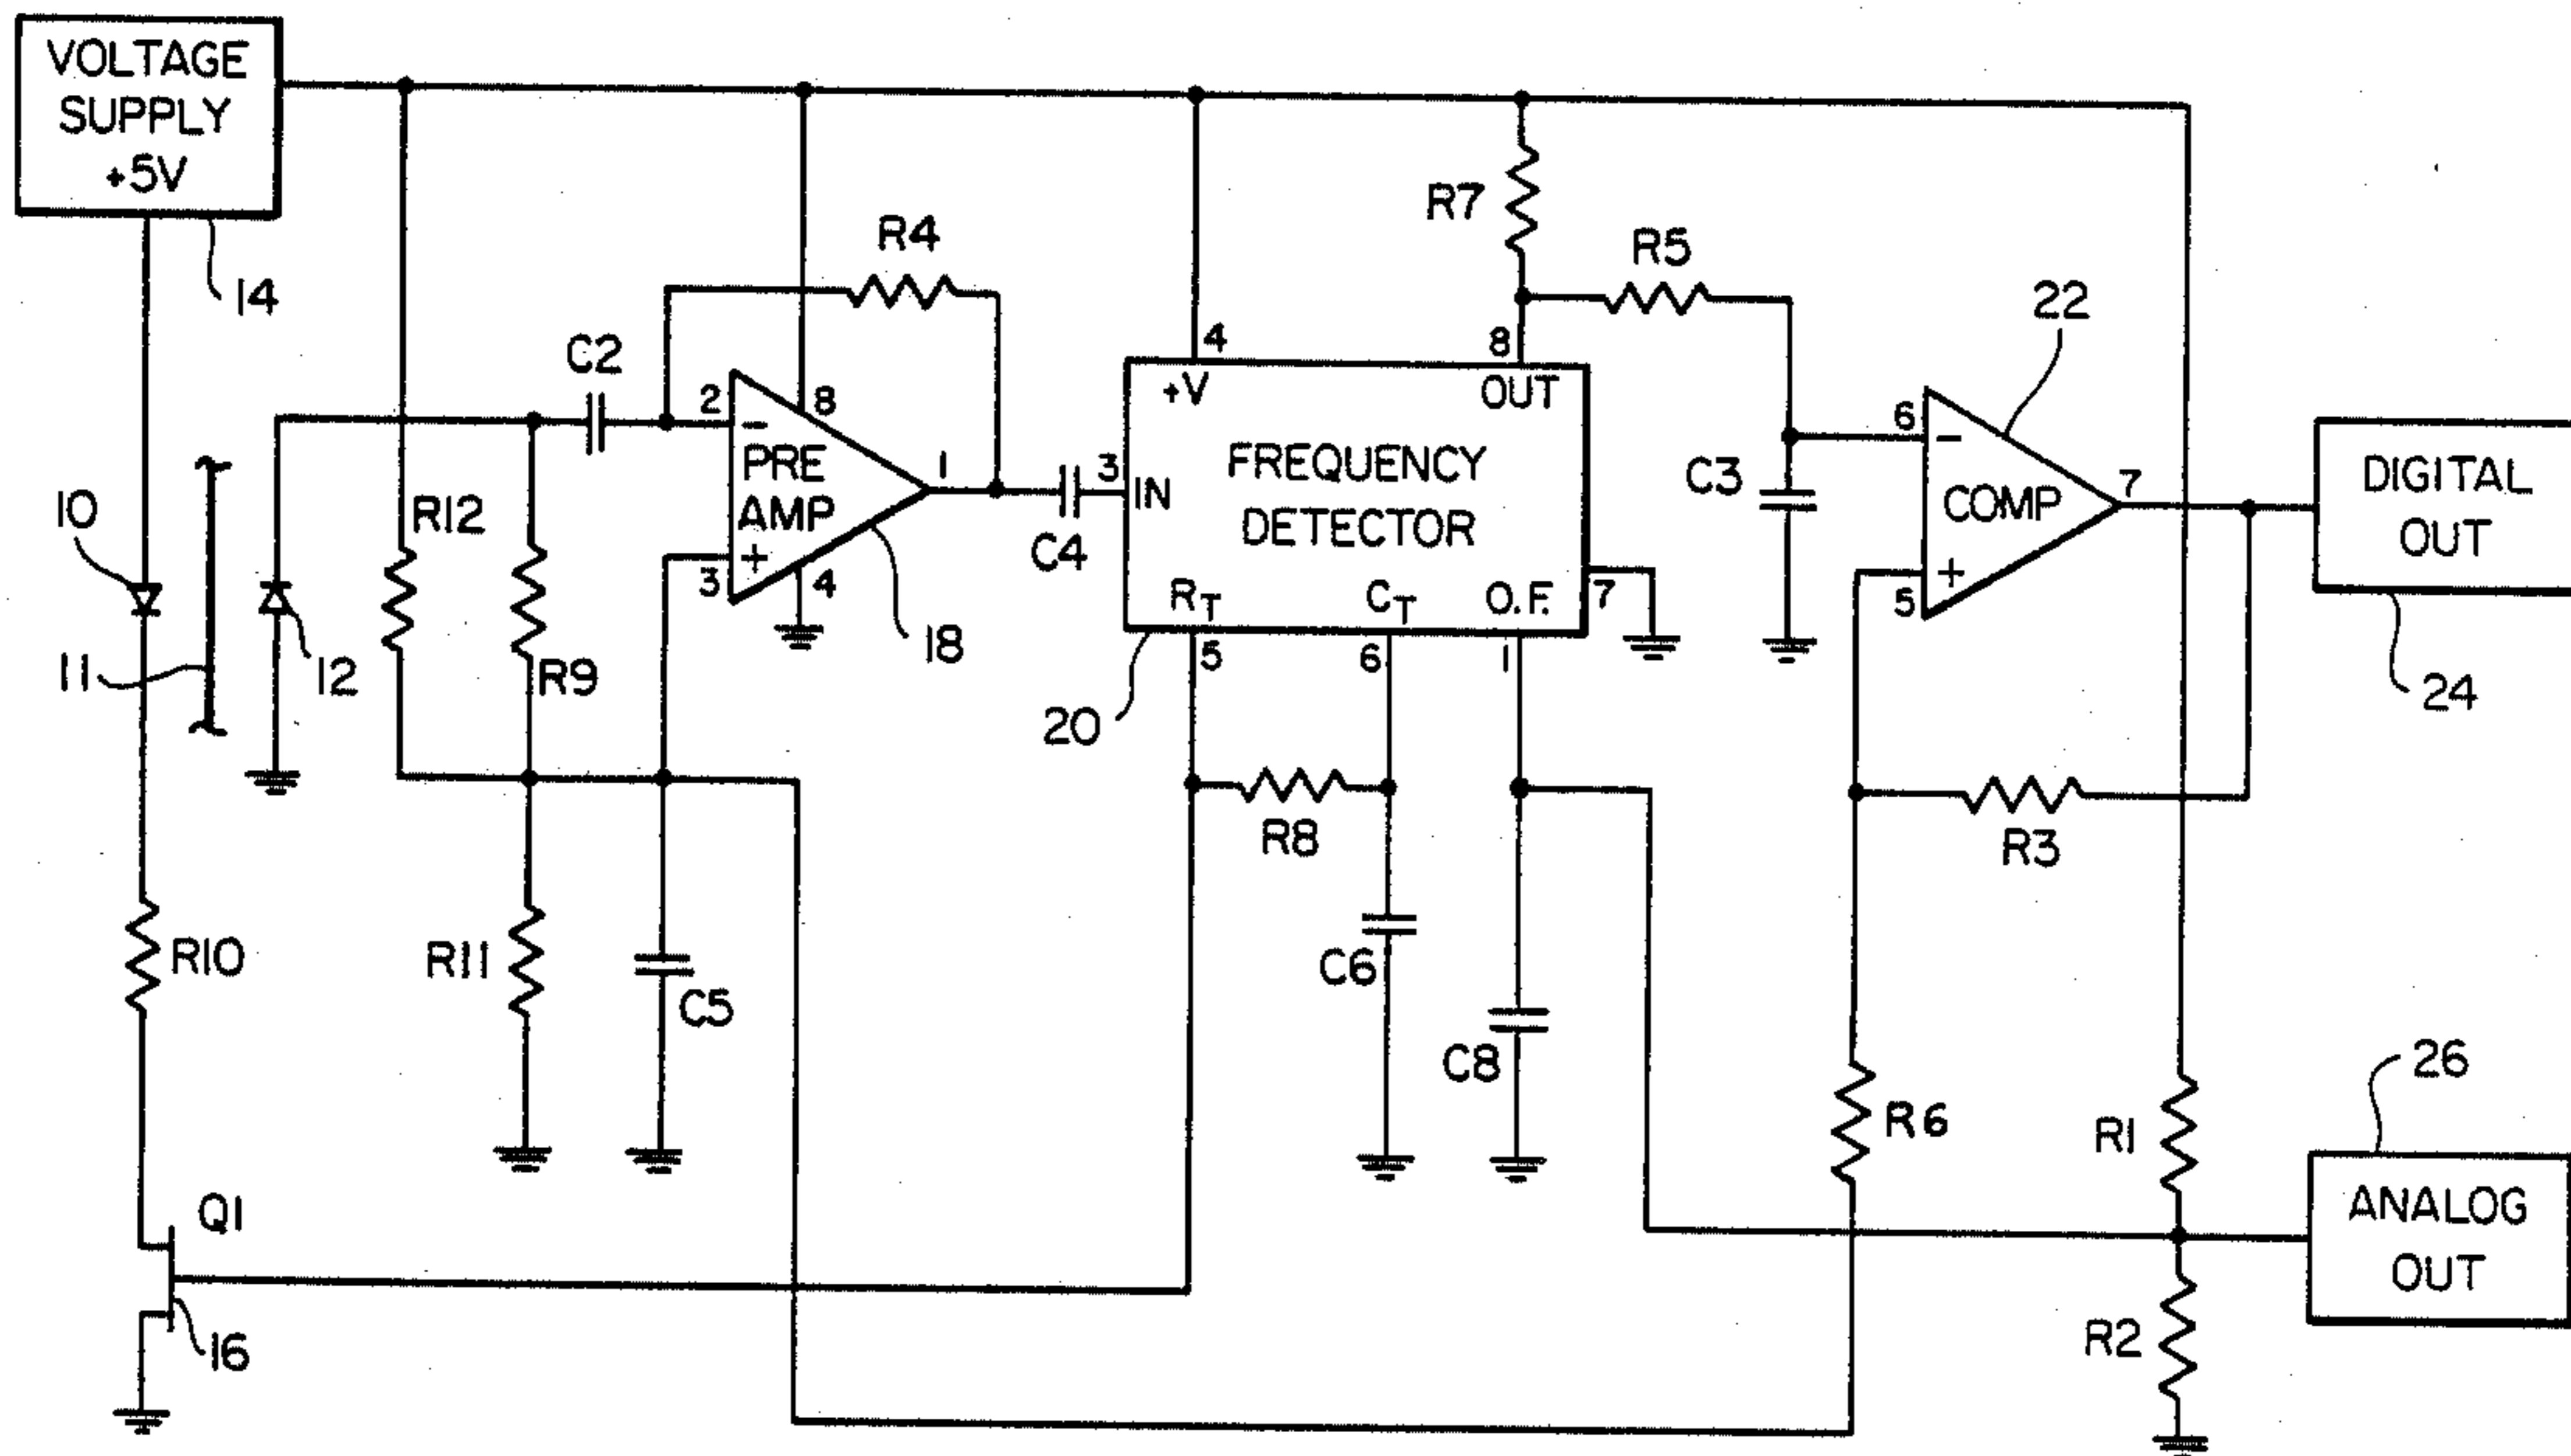 VOLTAGE
SUPPLY
+5V
14
R4
R7
R5
22
C2
2
-
8
PRE
AMP
1
+
3
4
18
C4
3
4
+V
8
OUT
IN
FREQUENCY
DETECTOR
RT
CT
O.F.
7
5
6
1
20
C3
6
-
COMP
7
+
5
DIGITAL
OUT
24
10
11
12
R12
R9
R8
R3
R10
R11
C5
C6
C8
R6
R1
26
ANALOG
OUT
R2
Q1
16